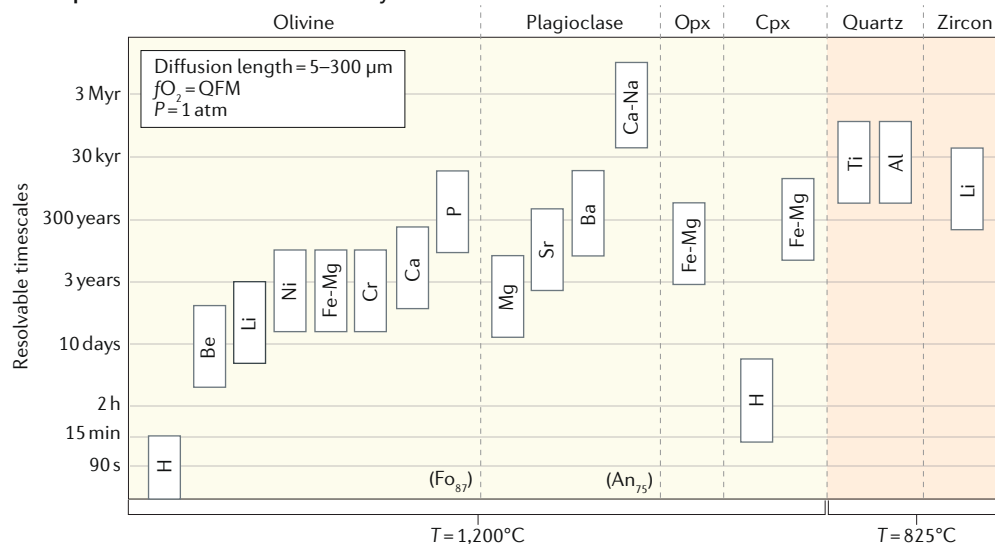 Olivine Plagioclase Opx Cpx Quartz Zircon
Diffusion length = 5–300 μm
fO₂ = QFM
P = 1 atm
Resolvable timescales
3 Myr
30 kyr
300 years
3 years
10 days
2 h
15 min
90 s
H
Be
Li
Ni
Fe-Mg
Cr
Ca
P
(Fo₈₇)
Mg
Sr
Ba
Ca-Na
(An₇₅)
Fe-Mg
H
Fe-Mg
Ti
Al
Li
T = 1,200°C T = 825°C